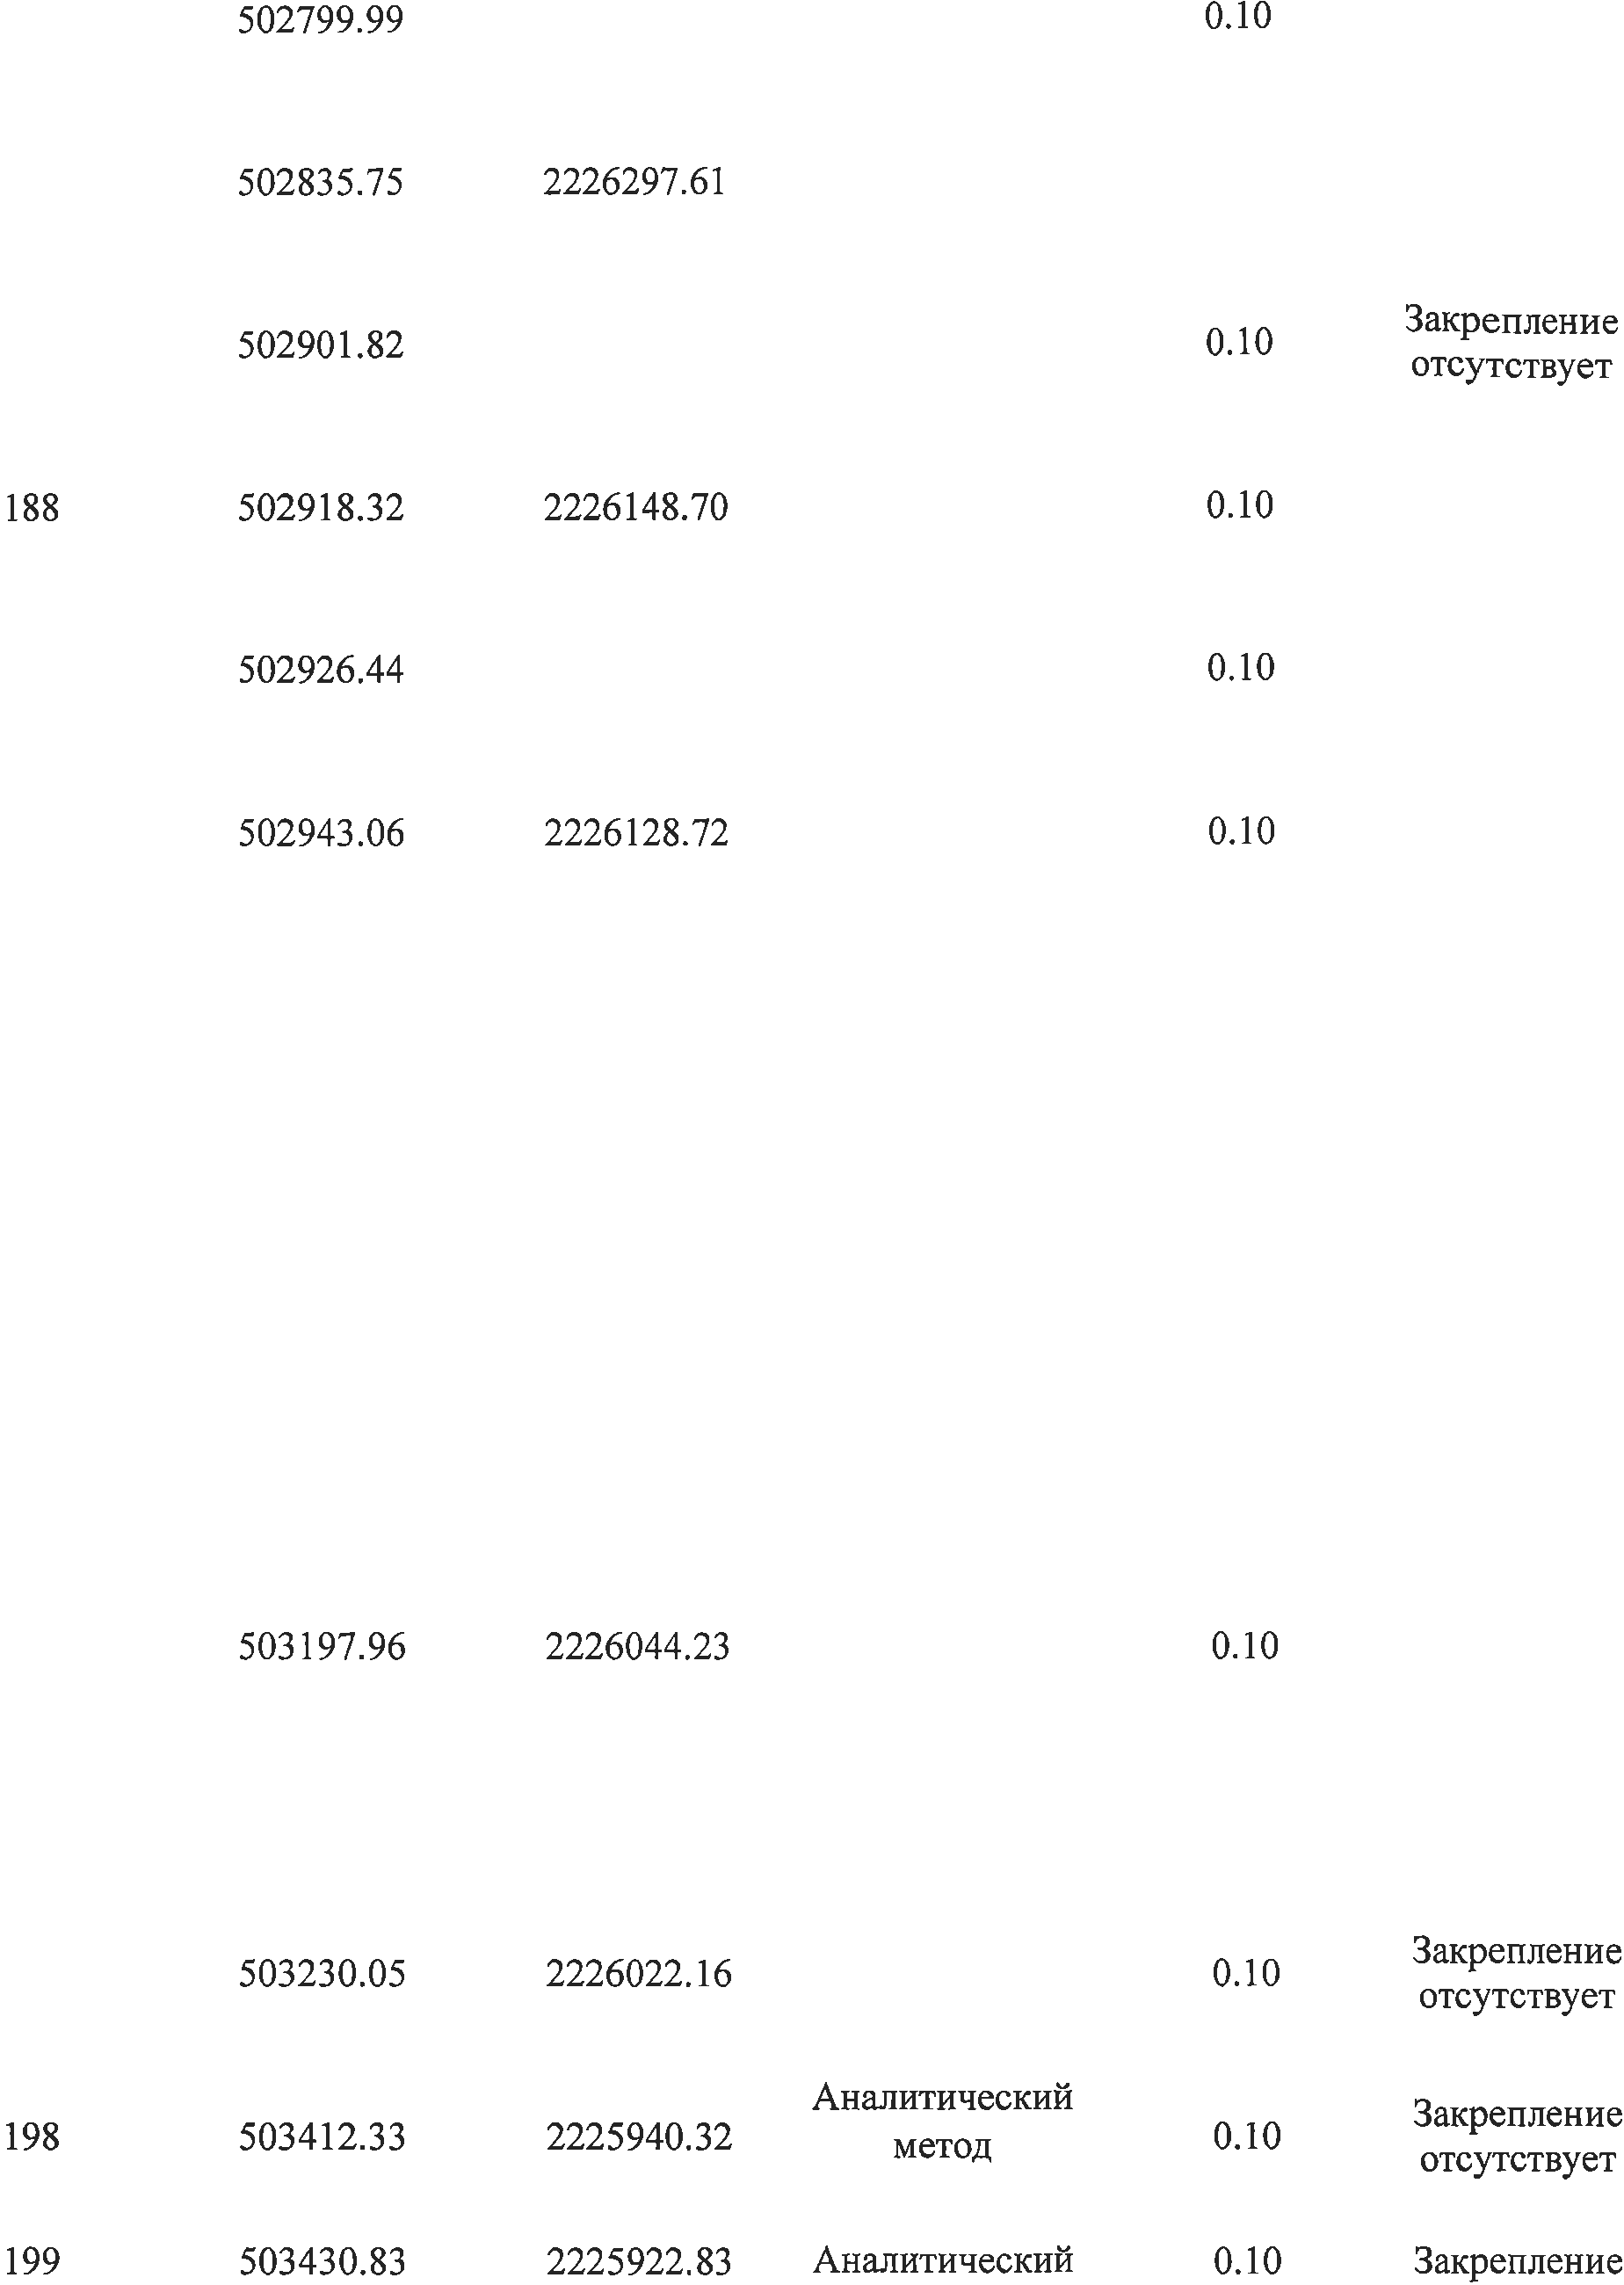 502799.99 0.10
502835.75 2226297.61
502901.82 0.10 Закрепление
отсутствует
188 502918.32 2226148.70 0.10
502926.44 0.10
502943.06 2226128.72 0.10
503197.96 2226044.23 0.10
503230.05 2226022.16 0.10 Закрепление
отсутствует
198 503412.33 2225940.32 Аналитический
метод 0.10 Закрепление
отсутствует
199 503430.83 2225922.83 Аналитический 0.10 Закрепление